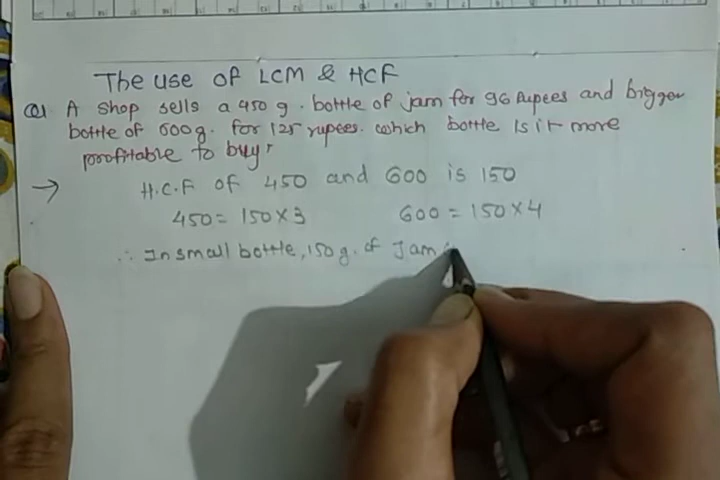 The use of LCM & HCF
Q1 A shop sells a 450 g. bottle of jam for 96 rupees and bigger
bottle of 600 g. for 125 rupees. which bottle is it more
profitable to buy?
→ H.C.F of 450 and 600 is 150
450 = 150 × 3 600 = 150 × 4
∴ In small bottle, 150 g. of Jam